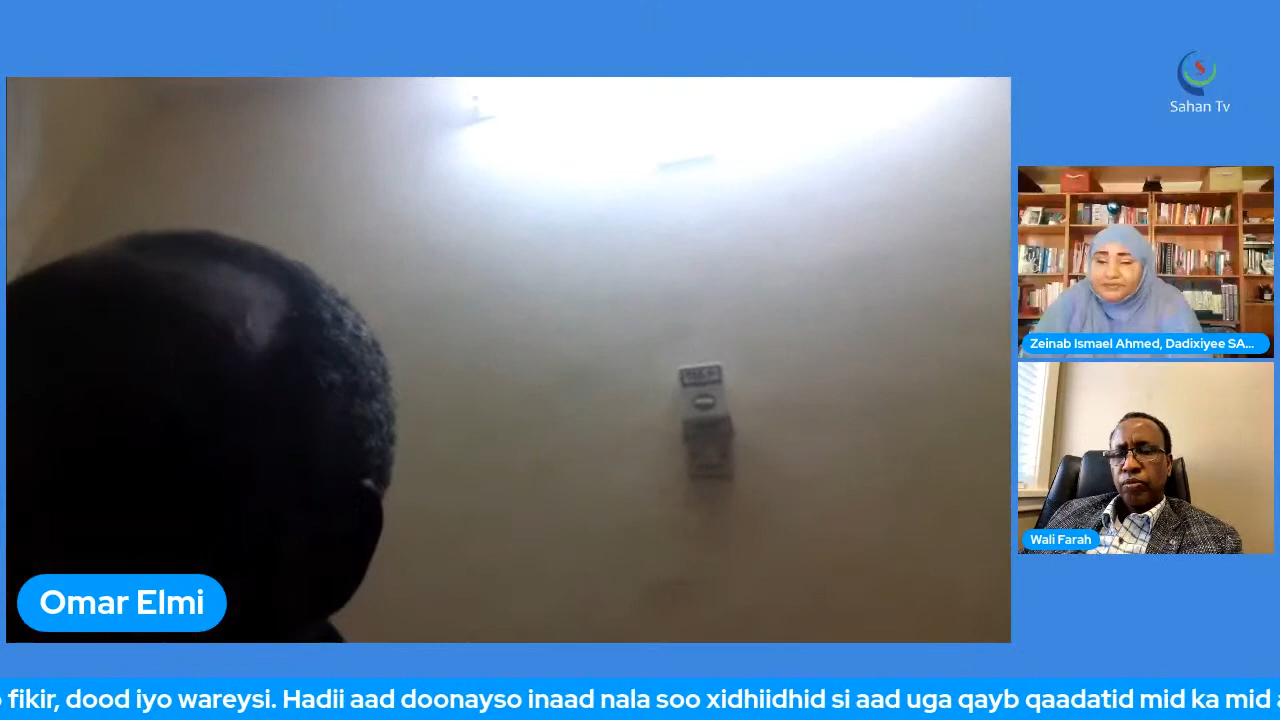 Sahan Tv
Zeinab Ismael Ahmed, Dadixiyee SA...
Wali Farah
Omar Elmi
fikir, dood iyo wareysi. Hadii aad doonayso inaad nala soo xidhiidhid si aad uga qayb qaadatid mid ka mid